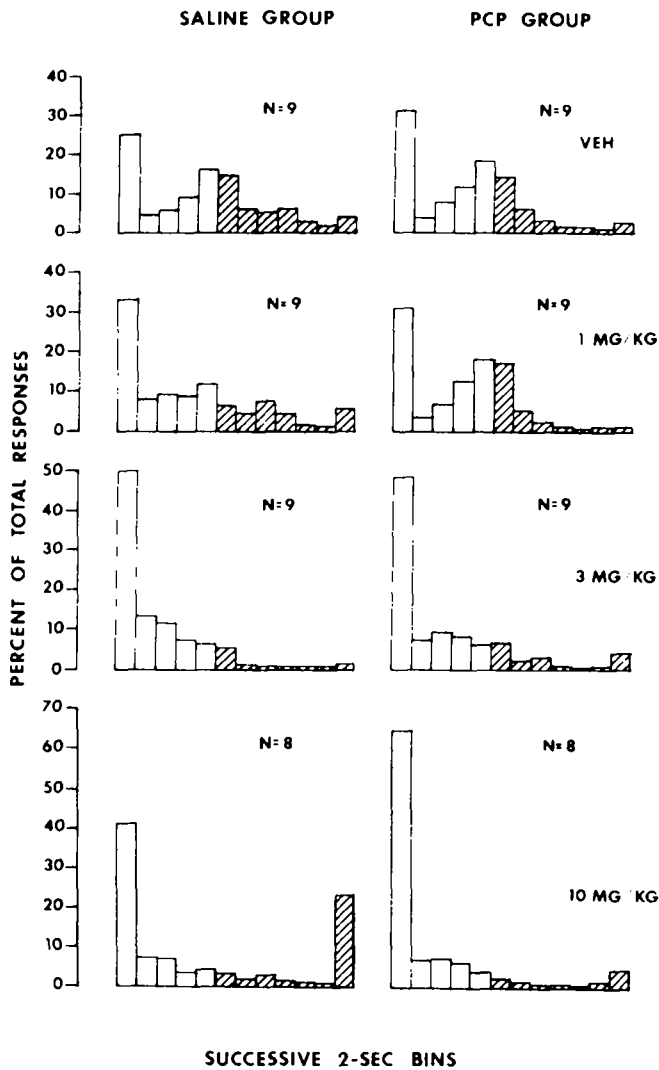 SALINE GROUP PCP GROUP
PERCENT OF TOTAL RESPONSES
40
30
20
10
0
N=9
N=9
VEH
40
30
20
10
0
N=9
N=9
1 MG/KG
50
40
30
20
10
0
N=9
N=9
3 MG/KG
70
60
50
40
30
20
10
0
N=8
N=8
10 MG/KG
SUCCESSIVE 2-SEC BINS